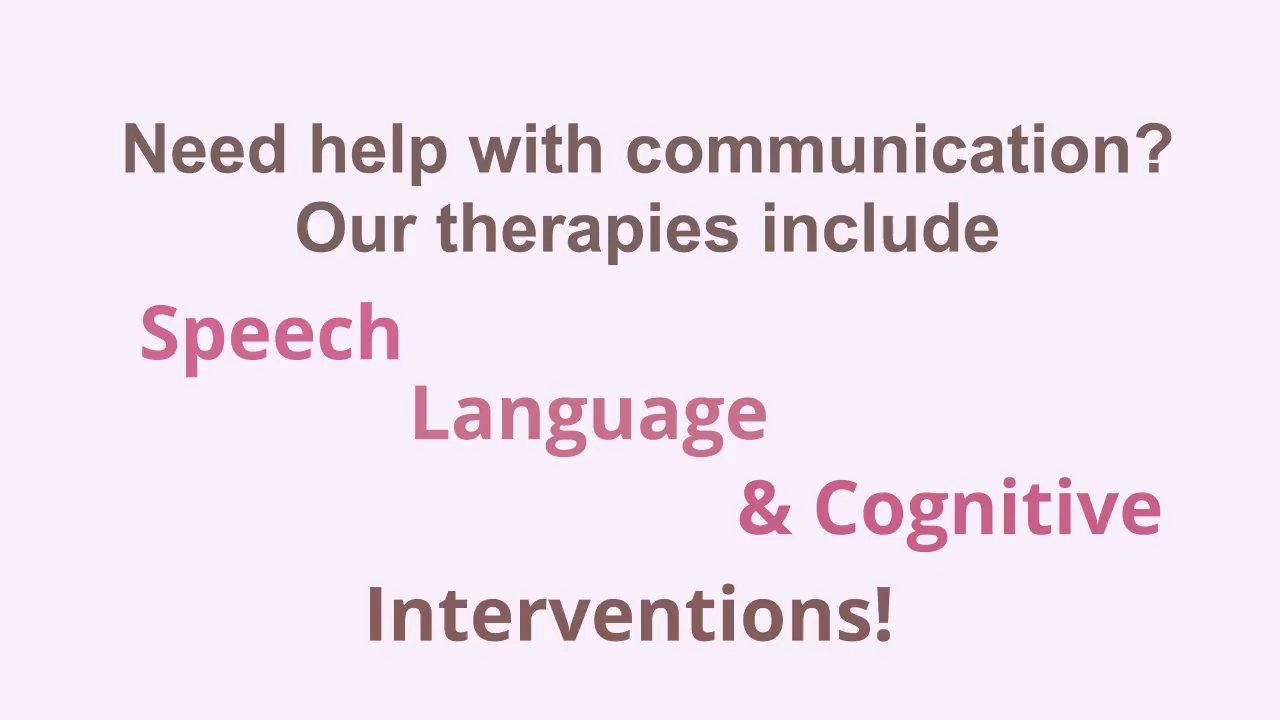 Need help with communication?
Our therapies include
Speech
Language
& Cognitive
Interventions!